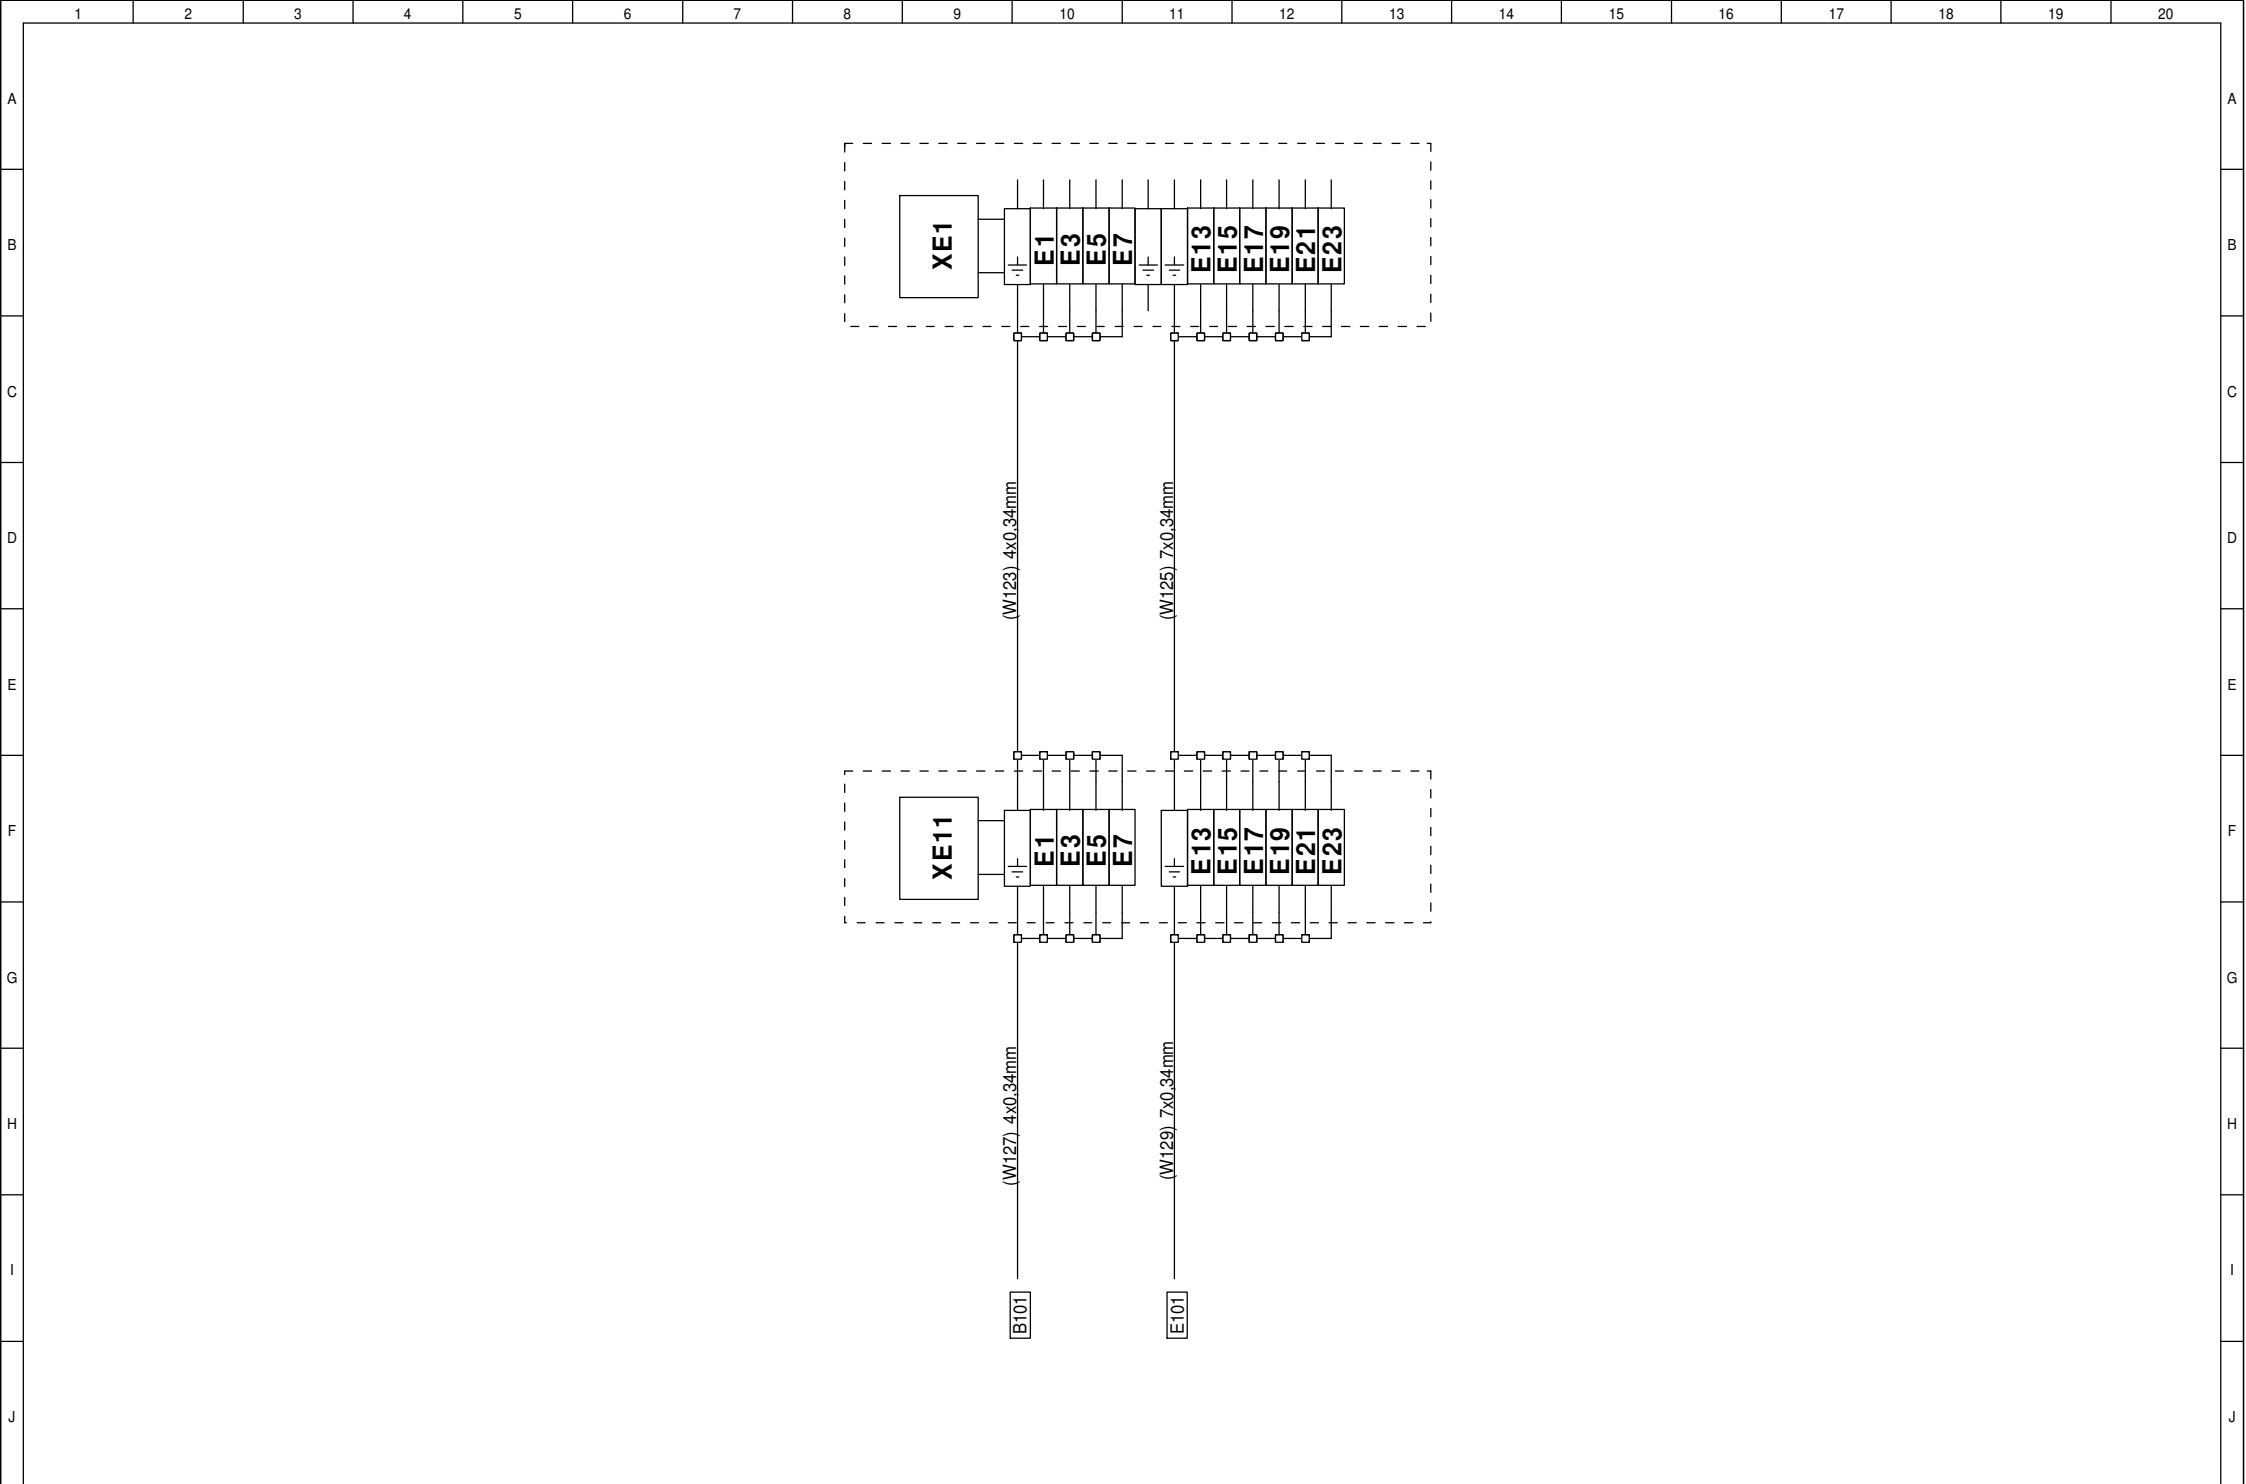 1 2 3 4 5 6 7 8 9 10 11 12 13 14 15 16 17 18 19 20
A A
XE1 E1 E3 E5 E7 E13 E15 E17 E19 E21 E23
B B
C C
(W123) 4x0,34mm (W125) 7x0,34mm
D D
E E
XE11 E1 E3 E5 E7 E13 E15 E17 E19 E21 E23
F F
G G
(W127) 4x0,34mm (W129) 7x0,34mm
H H
I I
B101 E101
J J